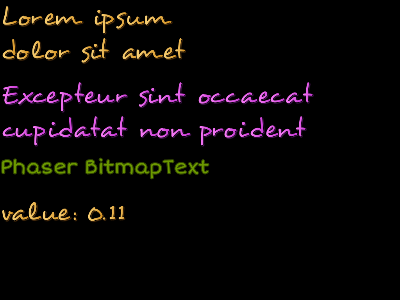 Lorem ipsum
dolor sit amet
Excepteur sint occaecat
cupidatat non proident
Phaser BitmapText
value: 0.11